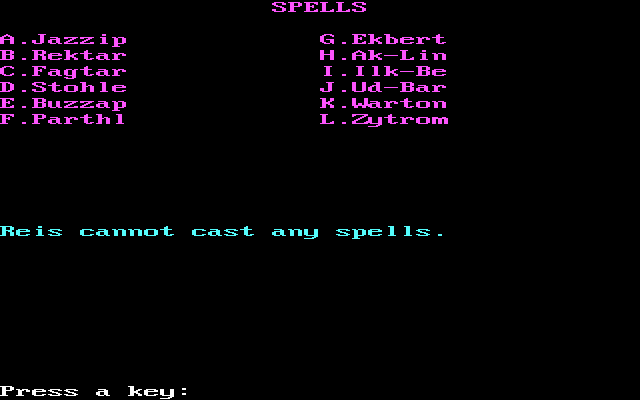 SPELLS
A.Jazzip G.Ekbert
B.Rektar H.Ak-Lin
C.Fagtar I.Ilk-Be
D.Stohle J.Ud-Bar
E.Buzzap K.Warton
F.Parthl L.Zytrom
Reis cannot cast any spells.
Press a key: